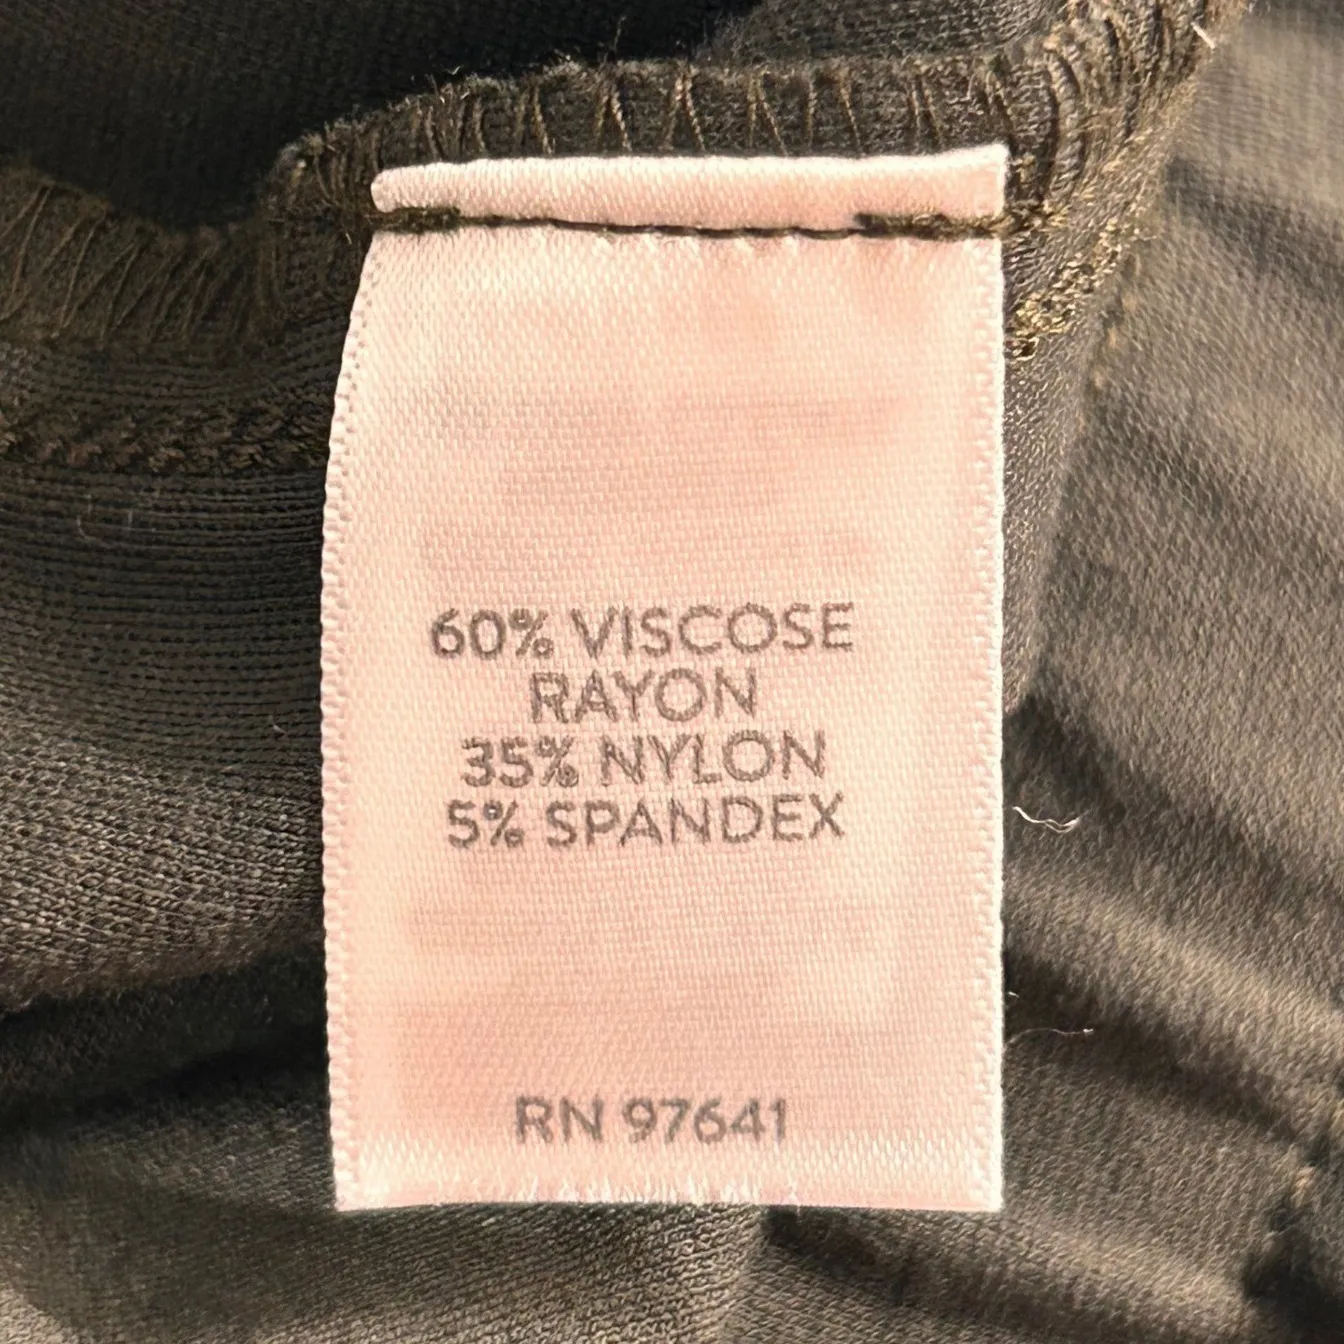 60% VISCOSE
RAYON
35% NYLON
5% SPANDEX
RN 97641